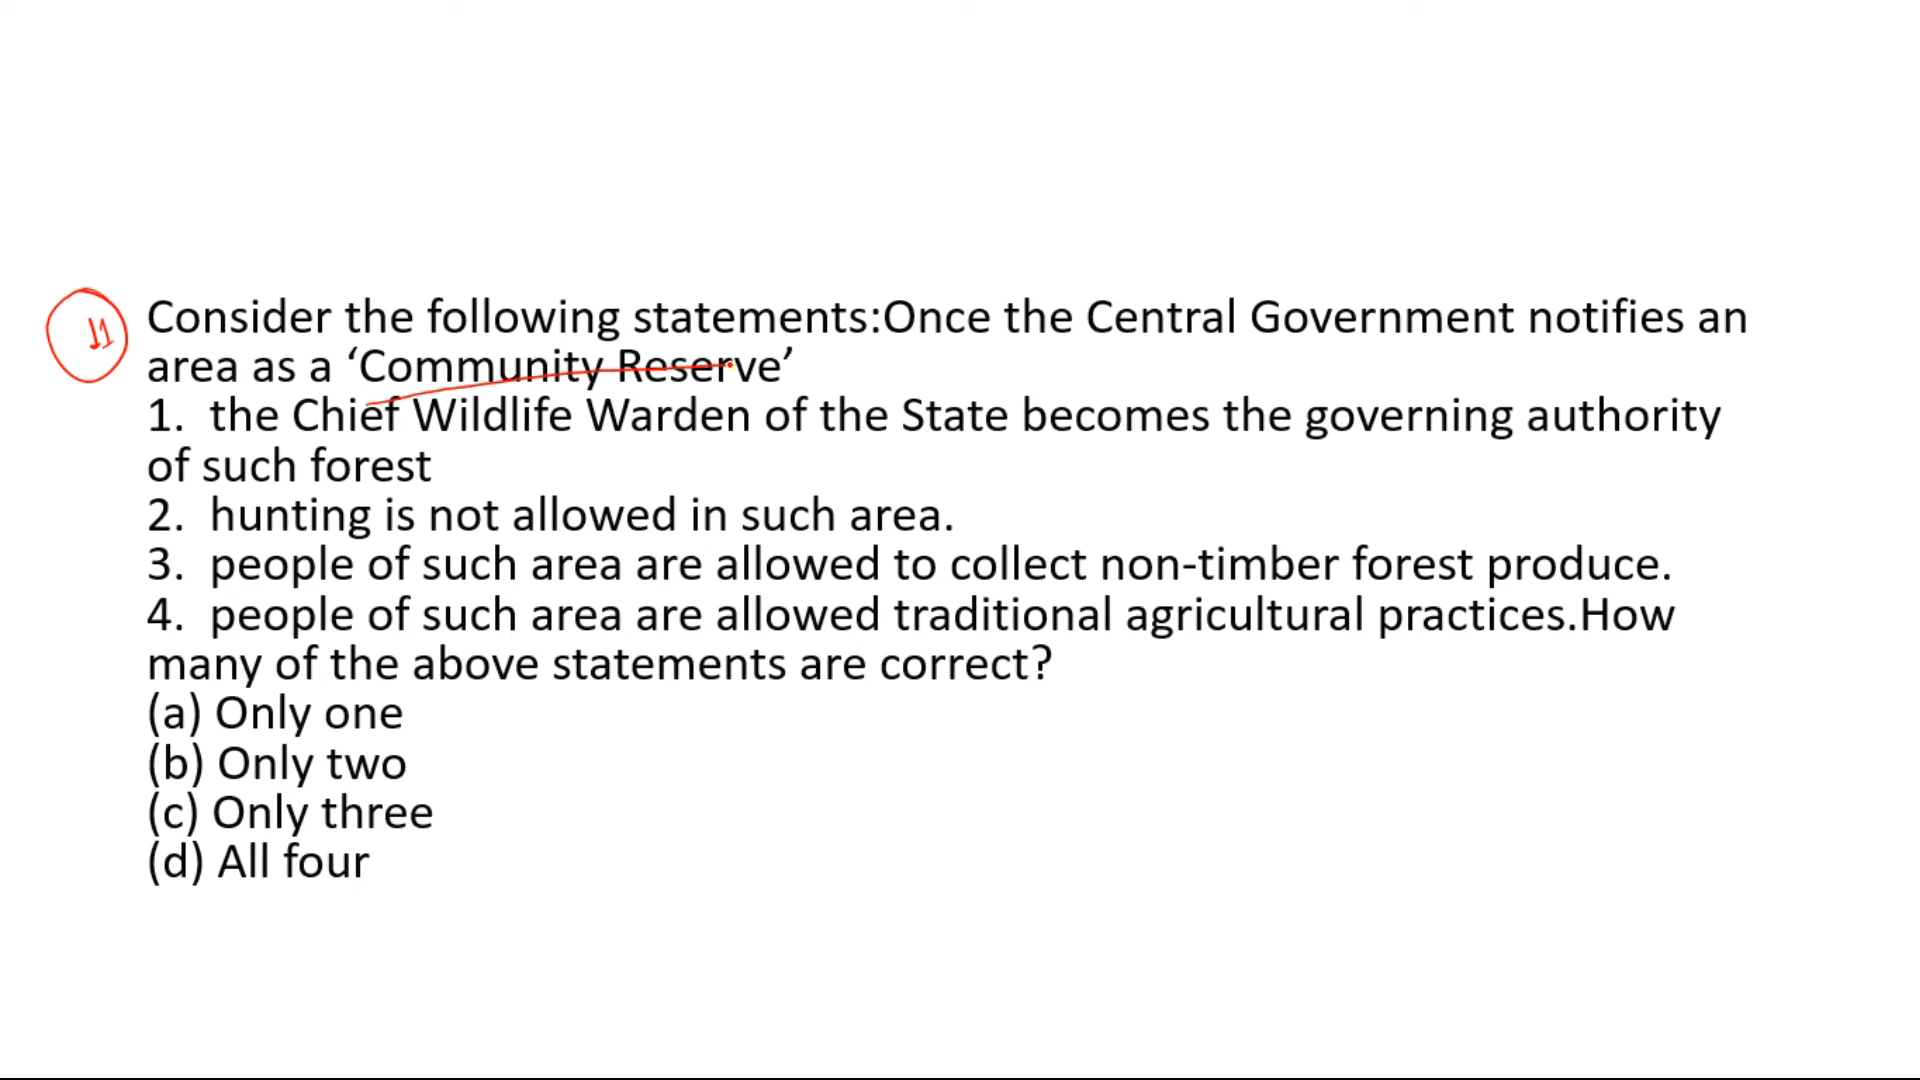 11
Consider the following statements:Once the Central Government notifies an
area as a ‘Community Reserve’
1. the Chief Wildlife Warden of the State becomes the governing authority
of such forest
2. hunting is not allowed in such area.
3. people of such area are allowed to collect non-timber forest produce.
4. people of such area are allowed traditional agricultural practices.How
many of the above statements are correct?
(a) Only one
(b) Only two
(c) Only three
(d) All four